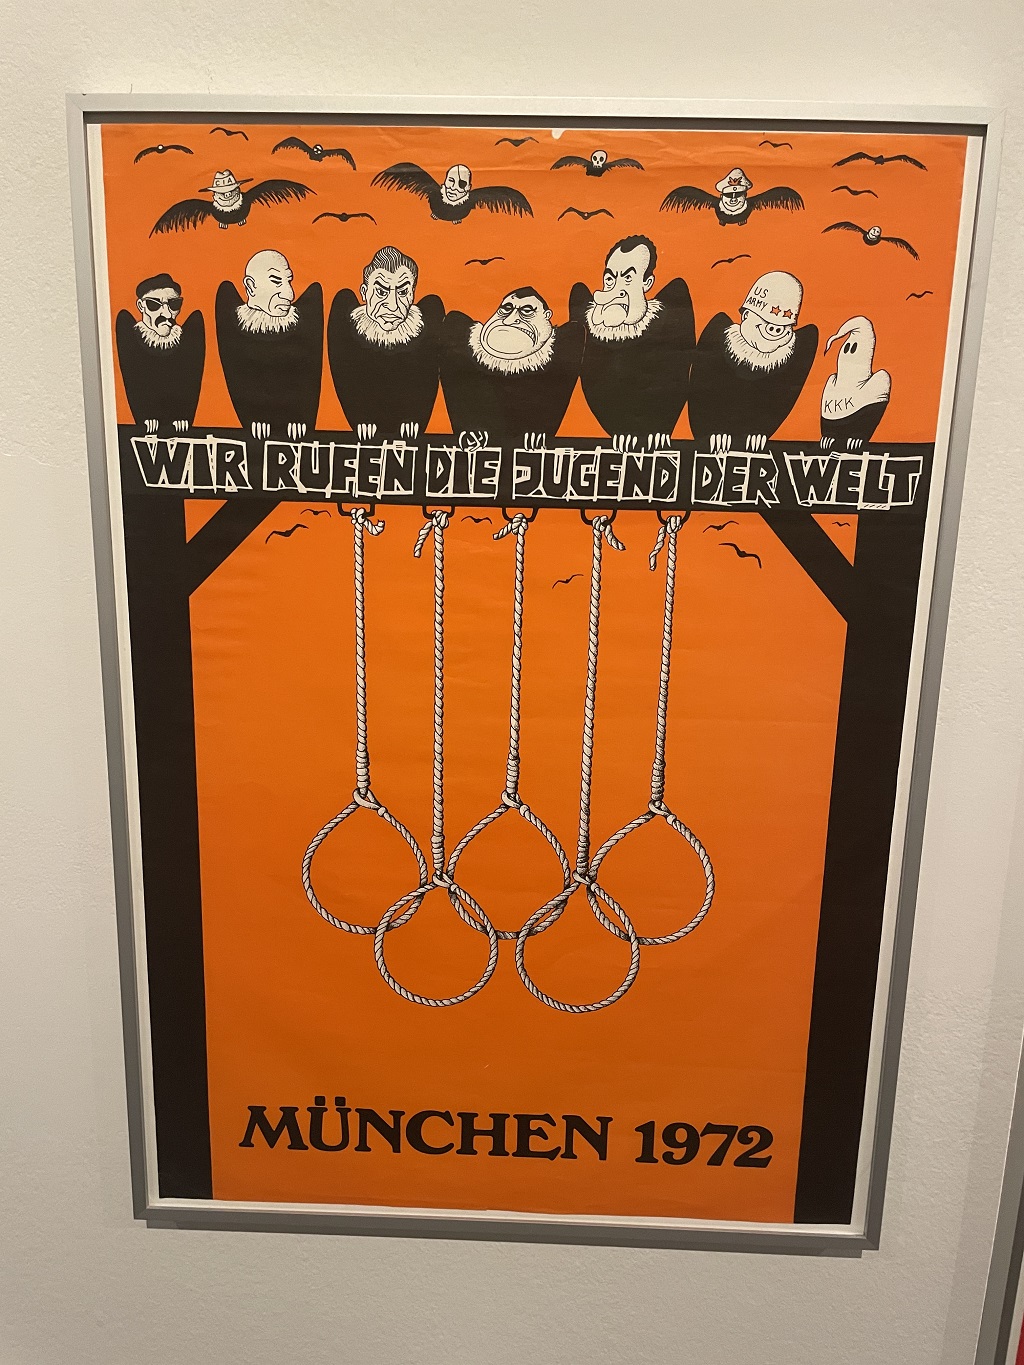 CIA
US
ARMY
KKK
WIR RUFEN DIE JUGEND DER WELT
MÜNCHEN 1972